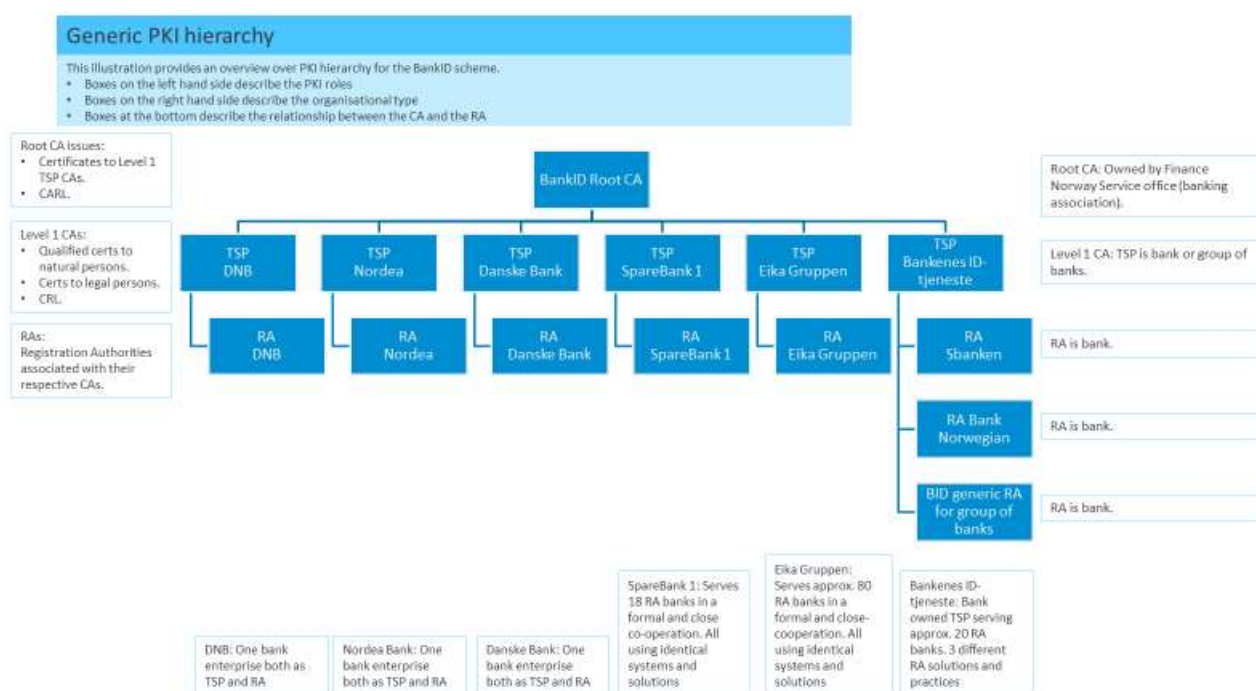 Generic PKI hierarchy
This illustration provides an overview over PKI hierarchy for the BankID scheme.
• Boxes on the left hand side describe the PKI roles
• Boxes on the right hand side describe the organisational type
• Boxes at the bottom describe the relationship between the CA and the RA
Root CA issues:
• Certificates to Level 1
TSP CAs.
• CARL.
BankID Root CA
Root CA: Owned by Finance
Norway Service office (banking
association).
Level 1 CAs:
• Qualified certs to
natural persons.
• Certs to legal persons.
• CRL.
TSP
DNB
TSP
Nordea
TSP
Danske Bank
TSP
SpareBank 1
TSP
Eika Gruppen
TSP
Bankenes ID-
tjeneste
Level 1 CA: TSP is bank or group of
banks.
RAs:
Registration Authorities
associated with their
respective CAs.
RA
DNB
RA
Nordea
RA
Danske Bank
RA
SpareBank 1
RA
Eika Gruppen
RA
Sbanken
RA is bank.
RA Bank
Norwegian
RA is bank.
BID generic RA
for group of
banks
RA is bank.
DNB: One bank
enterprise both as
TSP and RA
Nordea Bank: One
bank enterprise
both as TSP and RA
Danske Bank: One
bank enterprise
both as TSP and RA
SpareBank 1: Serves
18 RA banks in a
formal and close
co-operation. All
using identical
systems and
solutions
Eika Gruppen:
Serves approx. 80
RA banks in a
formal and close-
cooperation. All
using identical
systems and
solutions
Bankenes ID-
tjeneste: Bank
owned TSP serving
approx. 20 RA
banks. 3 different
RA solutions and
practices